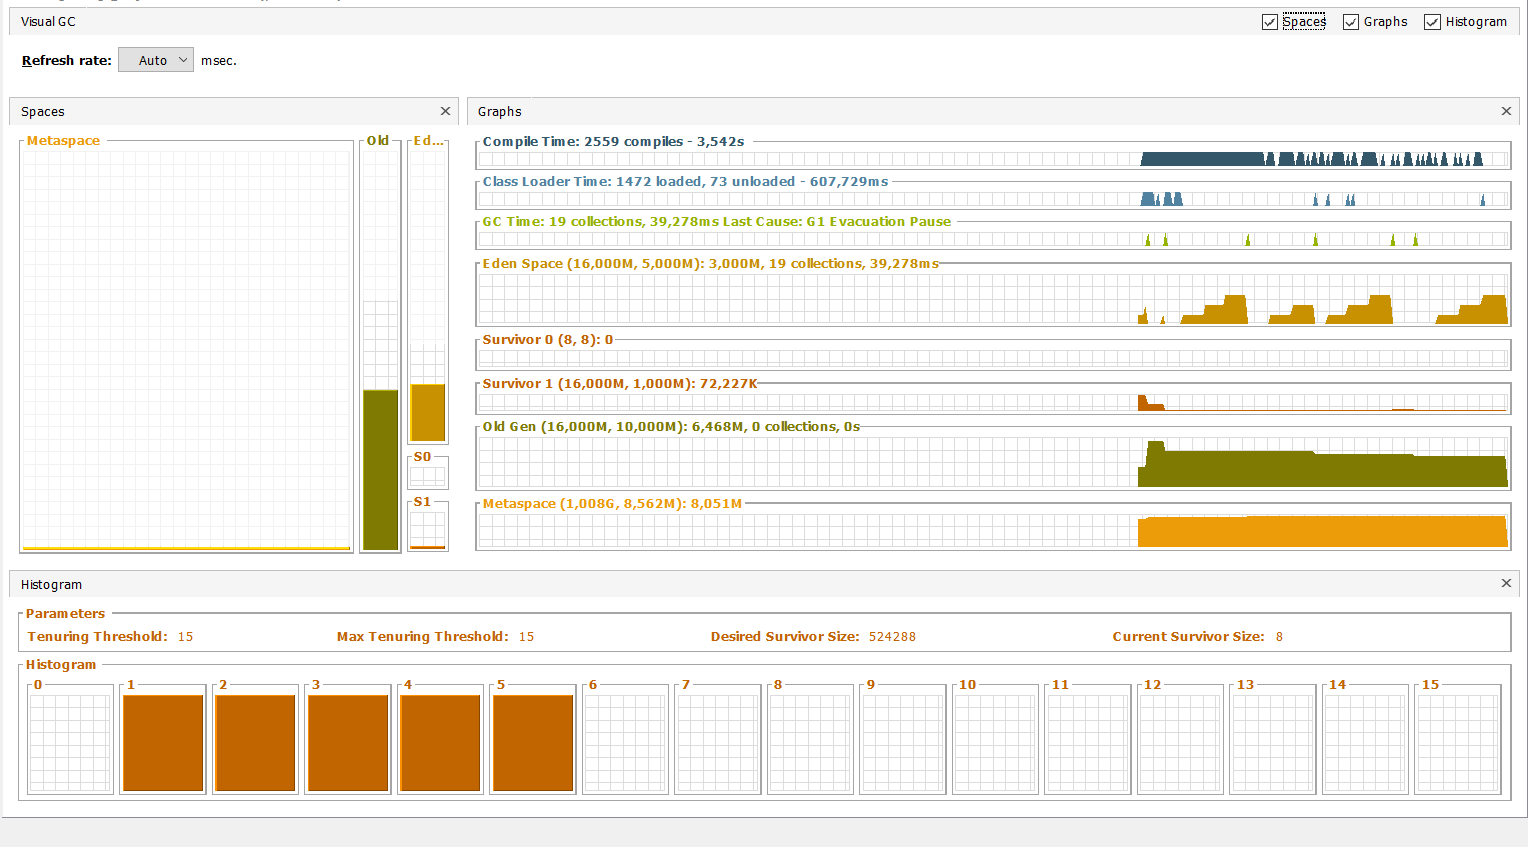 Visual GC
Spaces Graphs Histogram
Refresh rate: Auto msec.
Spaces
Metaspace
Old
Ed...
S0
S1
Graphs
Compile Time: 2559 compiles - 3,542s
Class Loader Time: 1472 loaded, 73 unloaded - 607,729ms
GC Time: 19 collections, 39,278ms Last Cause: G1 Evacuation Pause
Eden Space (16,000M, 5,000M): 3,000M, 19 collections, 39,278ms
Survivor 0 (8, 8): 0
Survivor 1 (16,000M, 1,000M): 72,227K
Old Gen (16,000M, 10,000M): 6,468M, 0 collections, 0s
Metaspace (1,008G, 8,562M): 8,051M
Histogram
Parameters
Tenuring Threshold: 15 Max Tenuring Threshold: 15 Desired Survivor Size: 524288 Current Survivor Size: 8
Histogram
0 1 2 3 4 5 6 7 8 9 10 11 12 13 14 15